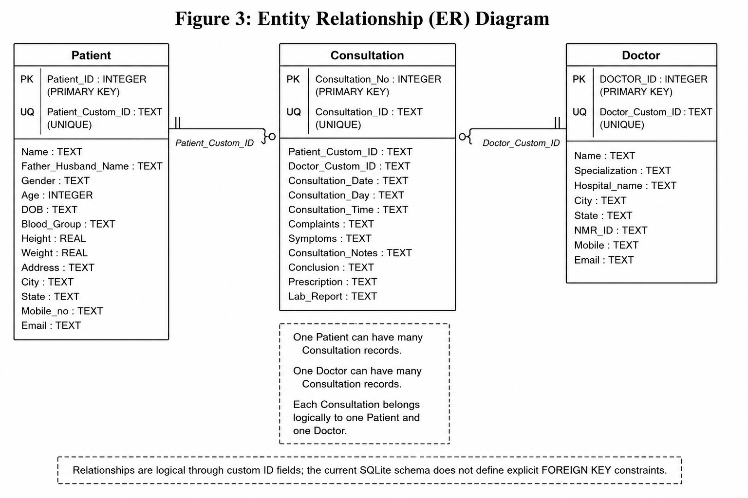 Figure 3: Entity Relationship (ER) Diagram
Patient
PK Patient_ID : INTEGER
(PRIMARY KEY)
UQ Patient_Custom_ID : TEXT
(UNIQUE)
Name : TEXT
Father_Husband_Name : TEXT
Gender : TEXT
Age : INTEGER
DOB : TEXT
Blood_Group : TEXT
Height : REAL
Weight : REAL
Address : TEXT
City : TEXT
State : TEXT
Mobile_no : TEXT
Email : TEXT
Patient_Custom_ID
Consultation
PK Consultation_No : INTEGER
(PRIMARY KEY)
UQ Consultation_ID : TEXT
(UNIQUE)
Patient_Custom_ID : TEXT
Doctor_Custom_ID : TEXT
Consultation_Date : TEXT
Consultation_Day : TEXT
Consultation_Time : TEXT
Complaints : TEXT
Symptoms : TEXT
Consultation_Notes : TEXT
Conclusion : TEXT
Prescription : TEXT
Lab_Report : TEXT
Doctor_Custom_ID
Doctor
PK DOCTOR_ID : INTEGER
(PRIMARY KEY)
UQ Doctor_Custom_ID : TEXT
(UNIQUE)
Name : TEXT
Specialization : TEXT
Hospital_name : TEXT
City : TEXT
State : TEXT
NMR_ID : TEXT
Mobile : TEXT
Email : TEXT
One Patient can have many
Consultation records.
One Doctor can have many
Consultation records.
Each Consultation belongs
logically to one Patient and
one Doctor.
Relationships are logical through custom ID fields; the current SQLite schema does not define explicit FOREIGN KEY constraints.